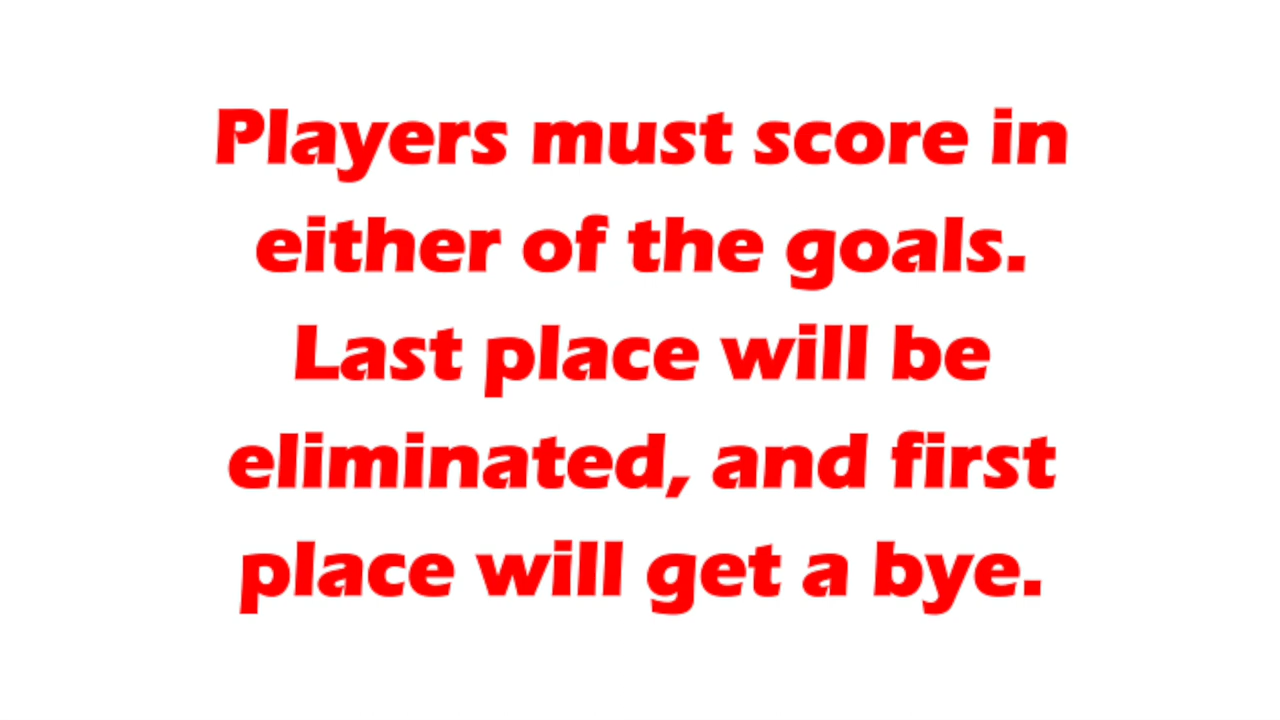 Players must score in
either of the goals.
Last place will be
eliminated, and first
place will get a bye.